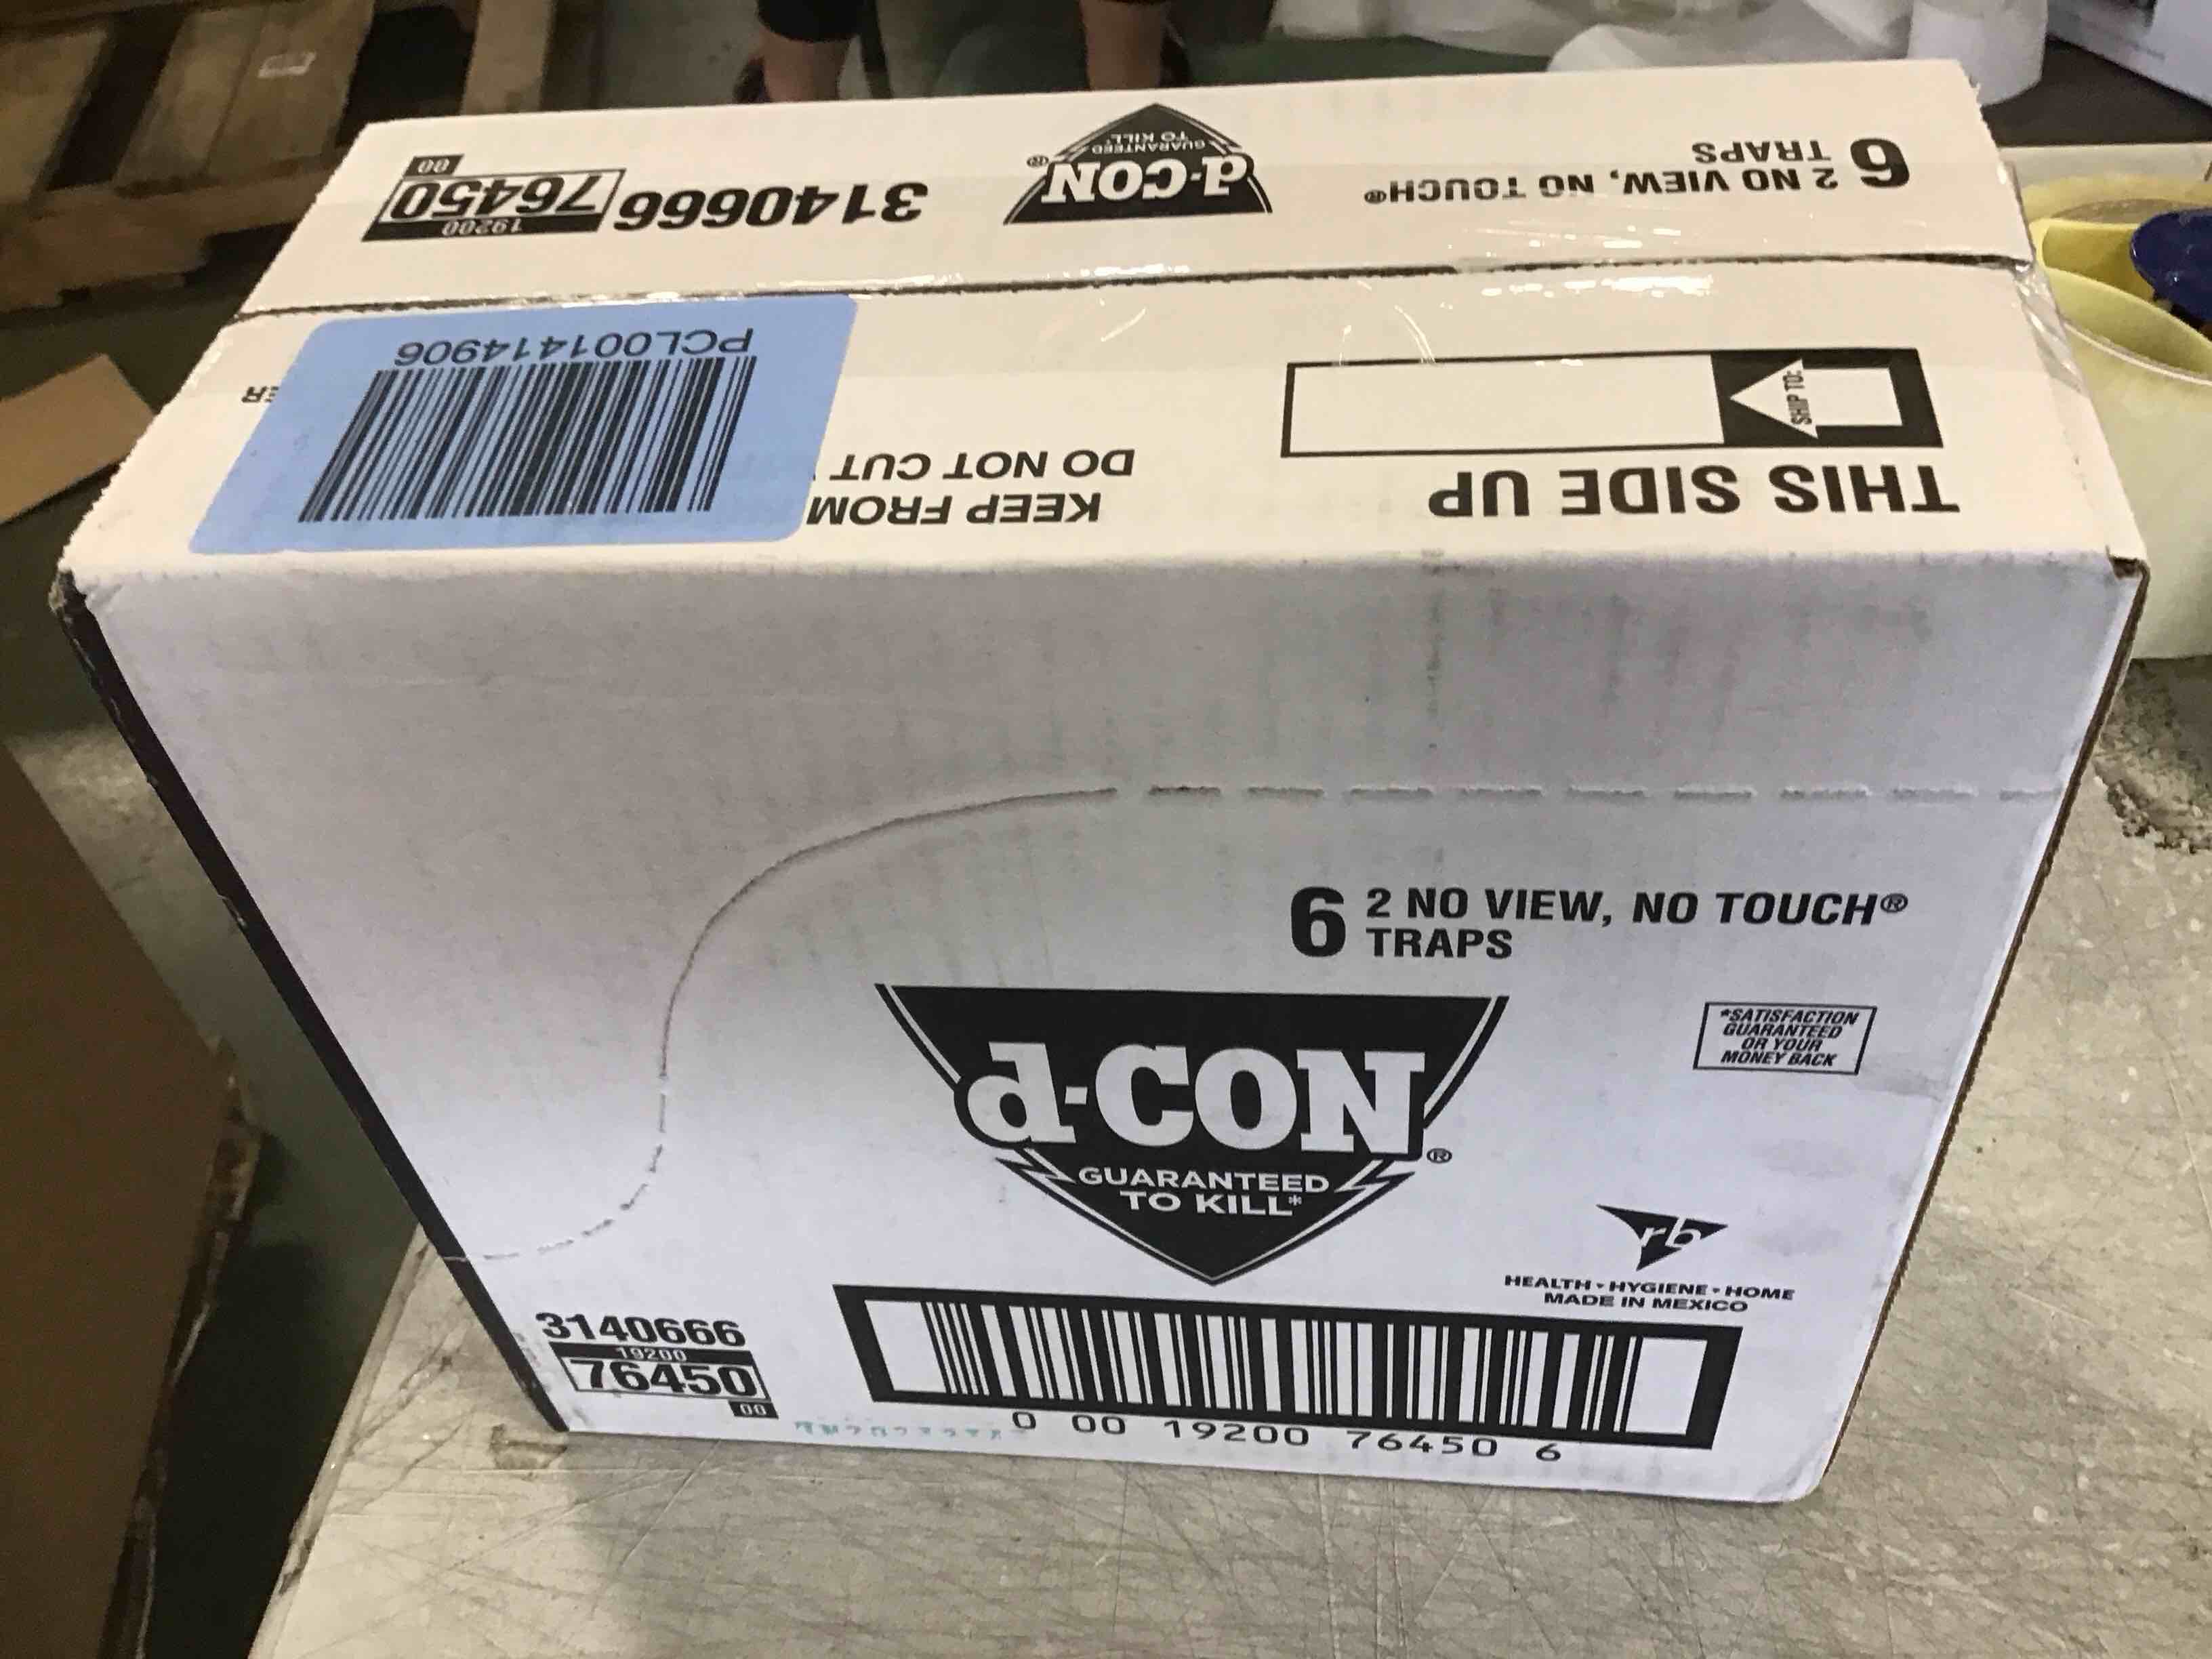 6 2 NO VIEW, NO TOUCH®
TRAPS
d-CON®
GUARANTEED
TO KILL*
3140666
19200
76450
00
PCL001414906
ER
SHIP TO:
THIS SIDE UP
KEEP FROM
DO NOT CUT
6 2 NO VIEW, NO TOUCH®
TRAPS
*SATISFACTION
GUARANTEED
OR YOUR
MONEY BACK
d-CON®
GUARANTEED
TO KILL*
rb
HEALTH • HYGIENE • HOME
MADE IN MEXICO
3140666
19200
76450
00
0 00 19200 76450 6